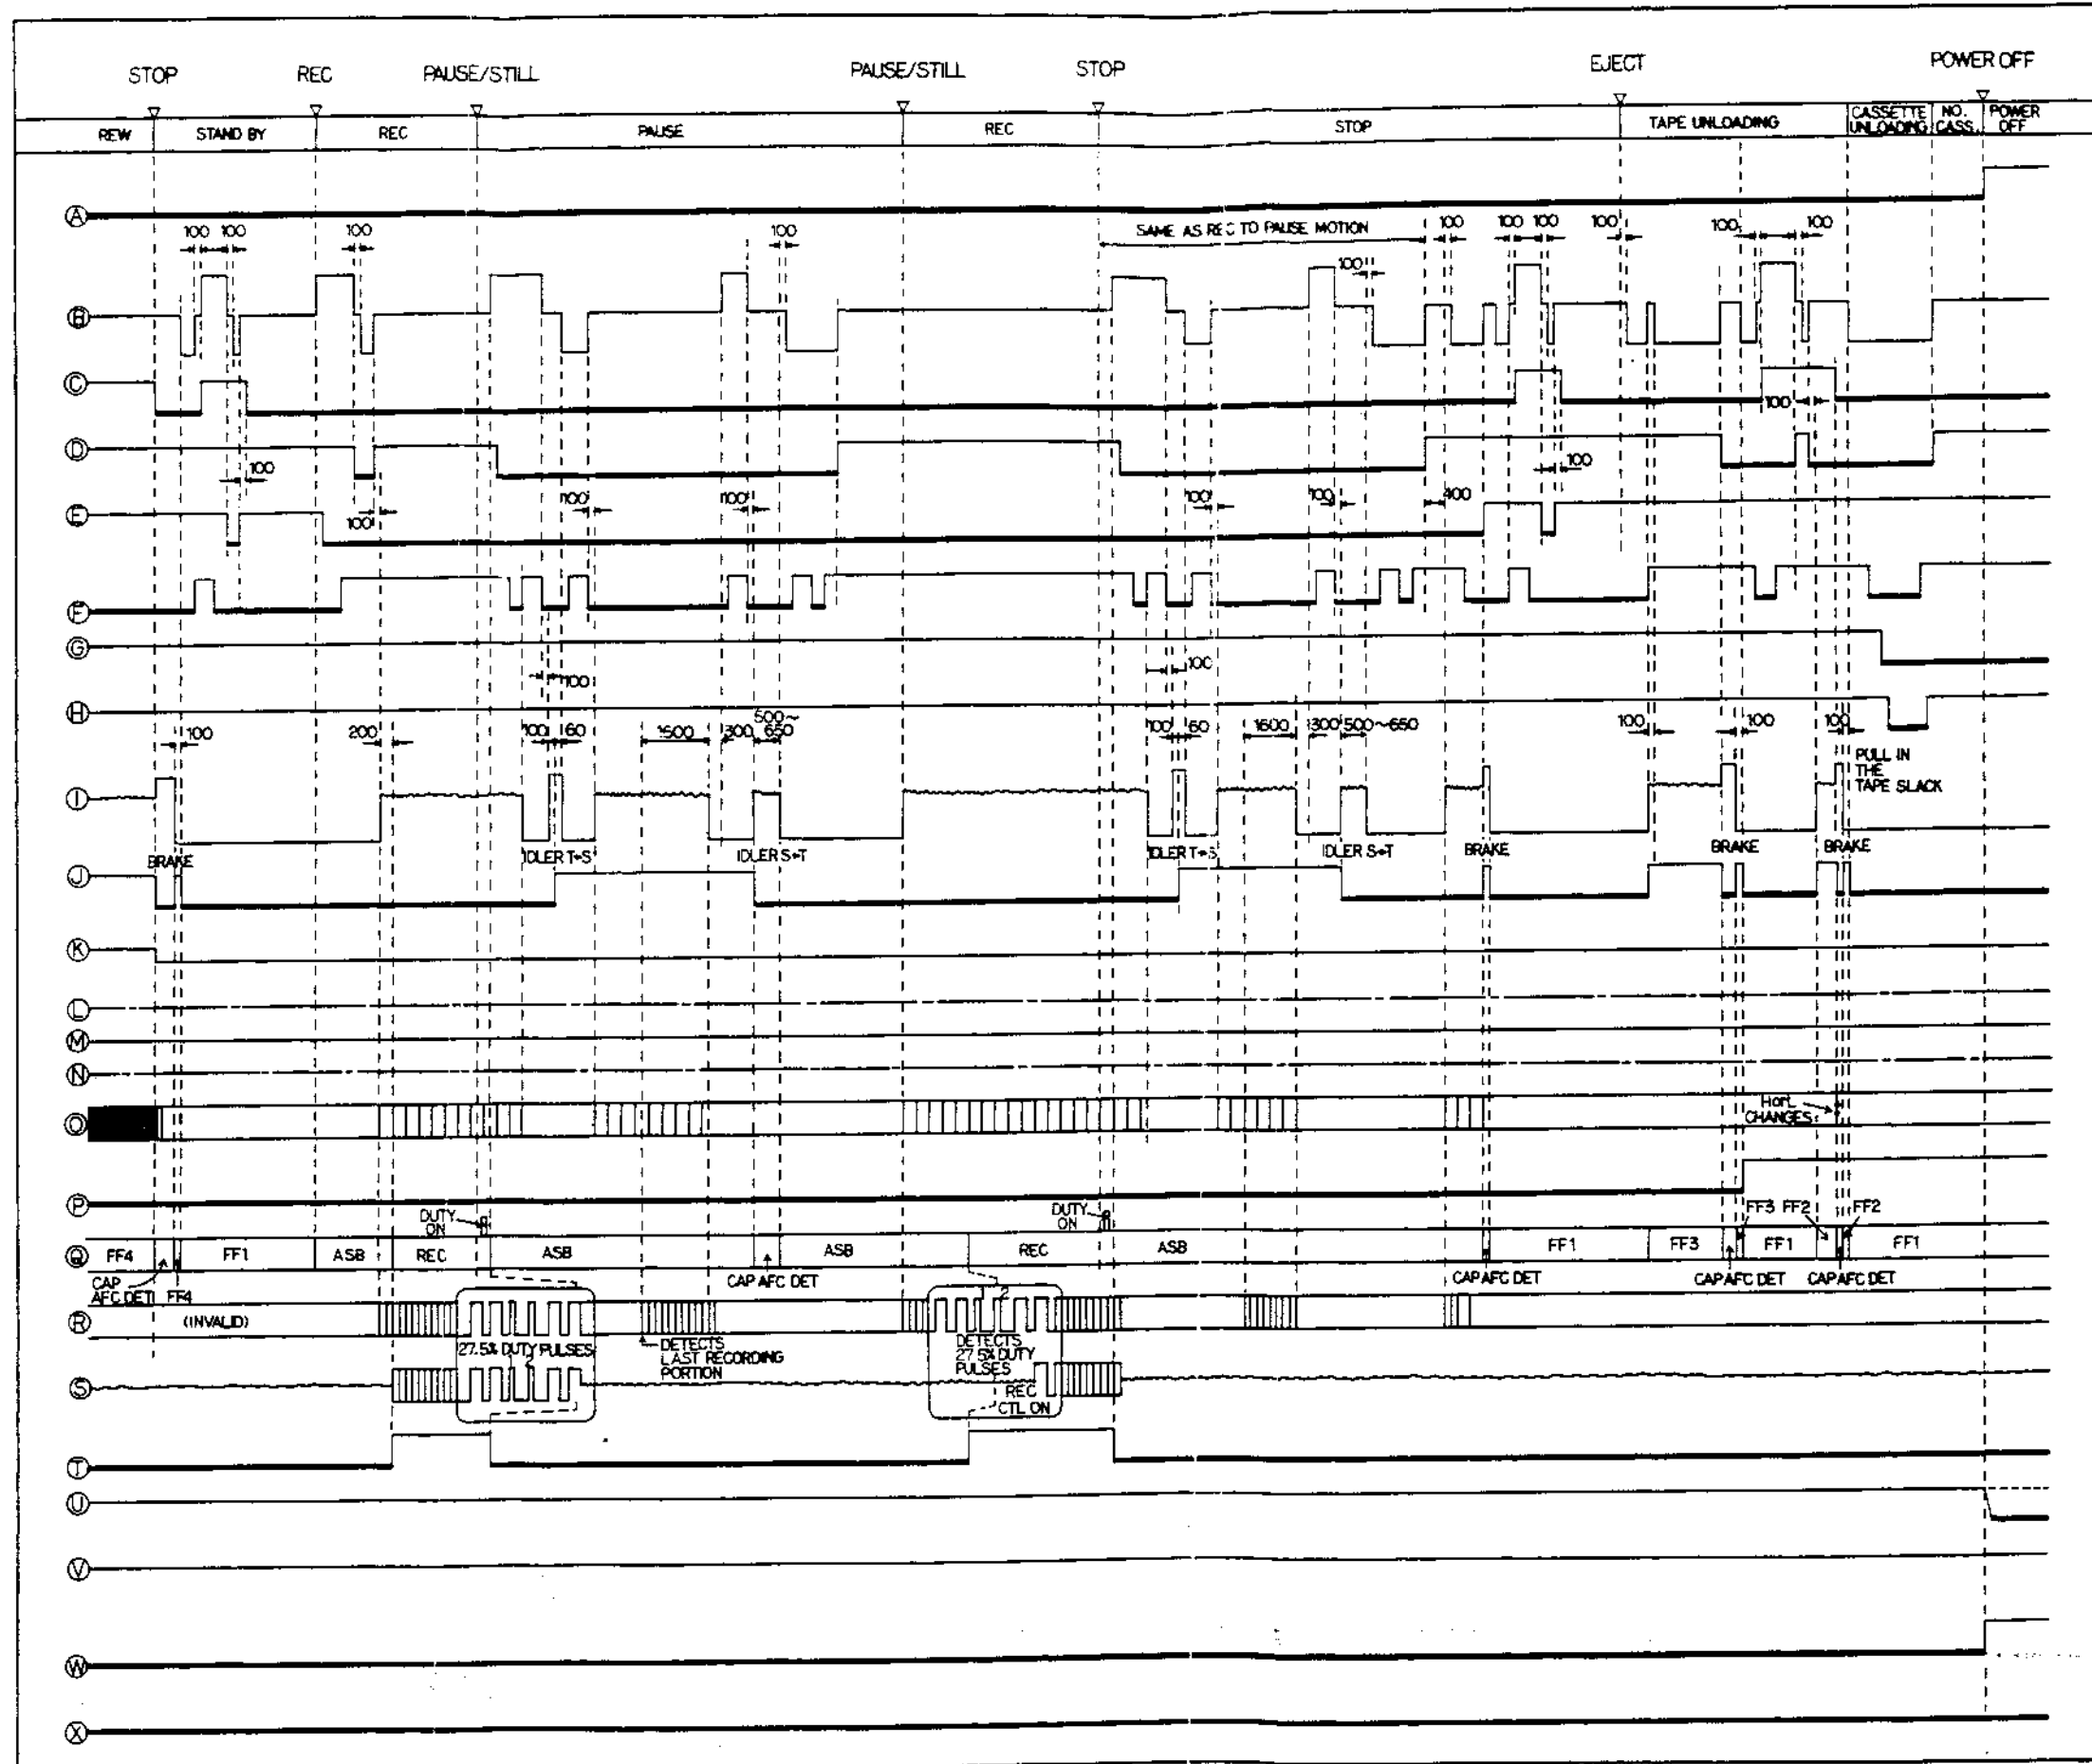 STOP REC PAUSE/STILL PAUSE/STILL STOP EJECT POWER OFF
REW STAND BY REC PAUSE REC STOP TAPE UNLOADING CASSETTE UNLOADING NO. CASS. POWER OFF
A
100 100 100 100 SAME AS REC TO PAUSE MOTION 100 100 100 100 100 100
100
B
C
100
D
100 100
E
100 100 100 100 100 400
F
G
100 100
H
100 200 100 60 1600 300 500~650 100 60 1600 300 500~650 100 100 100
PULL IN
THE
TAPE SLACK
I
BRAKE IDLER T→S IDLER S→T IDLER T→S IDLER S→T BRAKE BRAKE BRAKE
J
K
L
M
N
O
CHANGES
P
DUTY ON DUTY ON FF3 FF2 FF2
Q FF4 FF1 ASB REC ASB ASB REC ASB FF1 FF3 FF1 FF1
CAP AFC DET FF4 CAP AFC DET CAP AFC DET CAP AFC DET CAP AFC DET
R (INVALID)
1 2
27.5% DUTY PULSES
DETECTS
LAST RECORDING
PORTION
2
DETECTS
27.5% DUTY
PULSES
1 2
S
REC
CTL ON
T
U
V
W
X